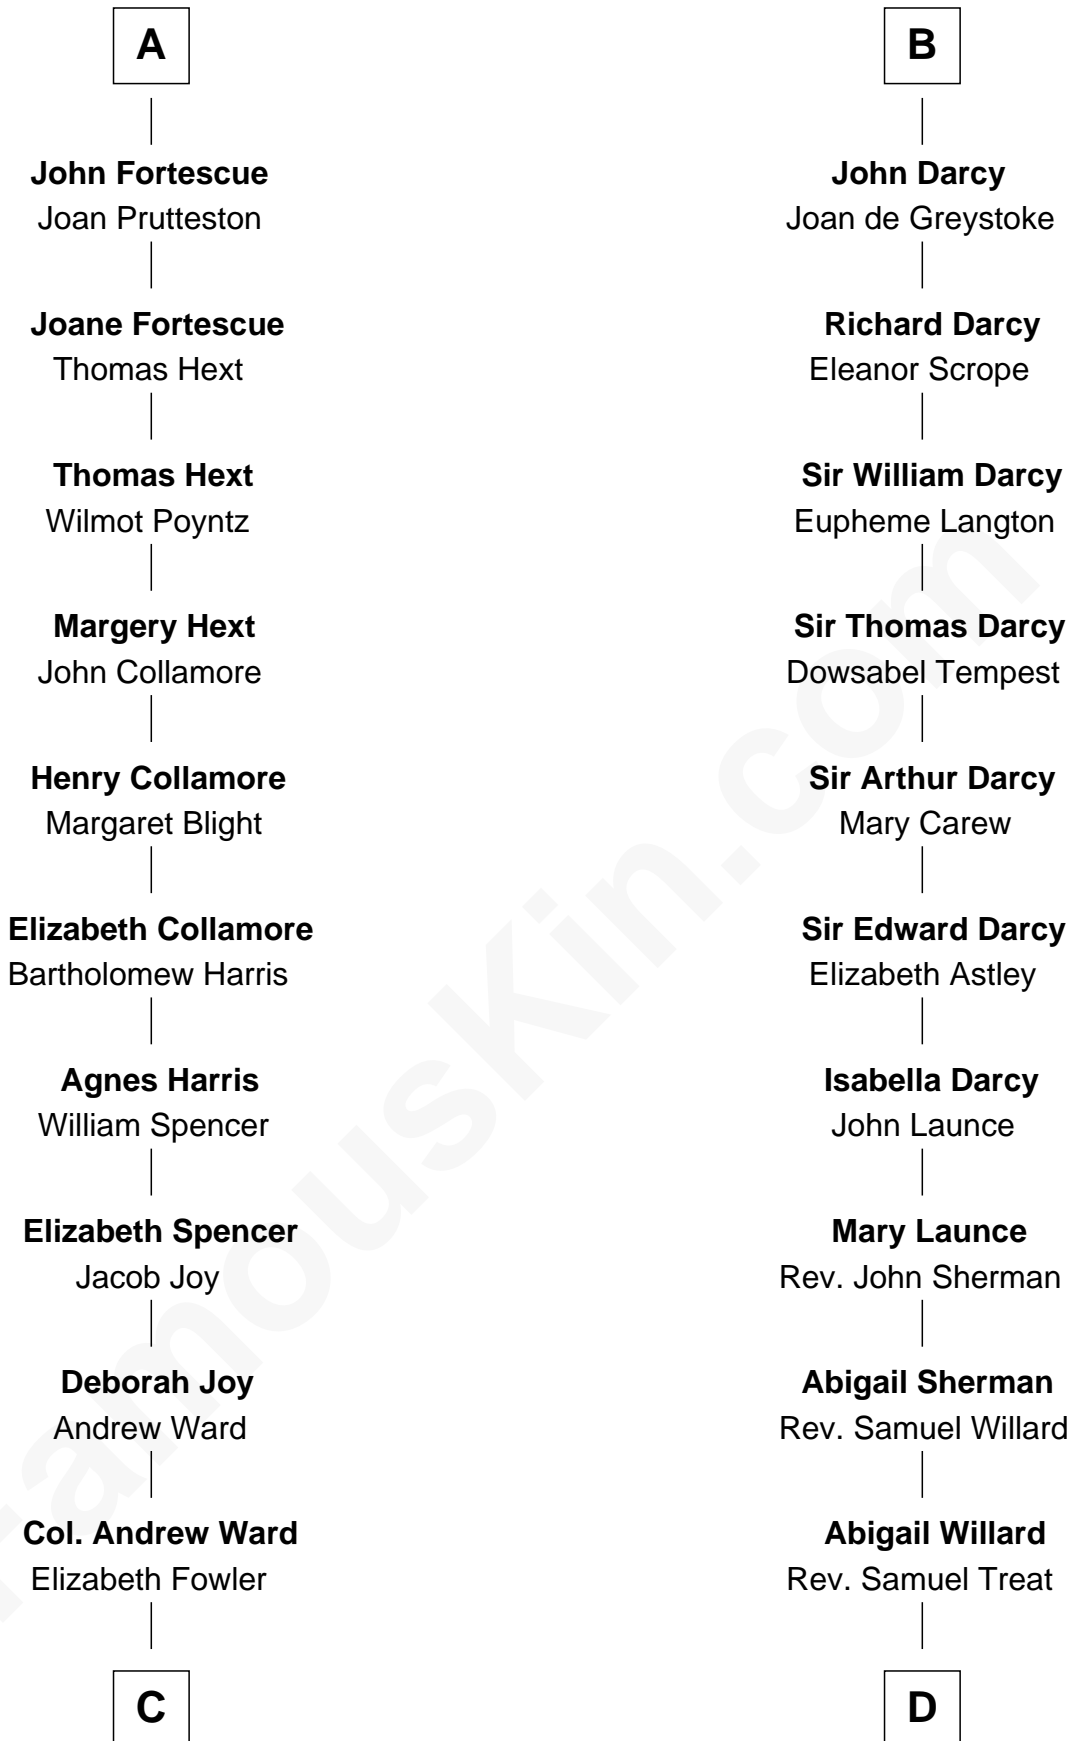 A
John Fortescue
Joan Prutteston
Joane Fortescue
Thomas Hext
Thomas Hext
Wilmot Poyntz
Margery Hext
John Collamore
Henry Collamore
Margaret Blight
Elizabeth Collamore
Bartholomew Harris
Agnes Harris
William Spencer
Elizabeth Spencer
Jacob Joy
Deborah Joy
Andrew Ward
Col. Andrew Ward
Elizabeth Fowler
C
B
John Darcy
Joan de Greystoke
Richard Darcy
Eleanor Scrope
Sir William Darcy
Eupheme Langton
Sir Thomas Darcy
Dowsabel Tempest
Sir Arthur Darcy
Mary Carew
Sir Edward Darcy
Elizabeth Astley
Isabella Darcy
John Launce
Mary Launce
Rev. John Sherman
Abigail Sherman
Rev. Samuel Willard
Abigail Willard
Rev. Samuel Treat
D
FamousKin.com